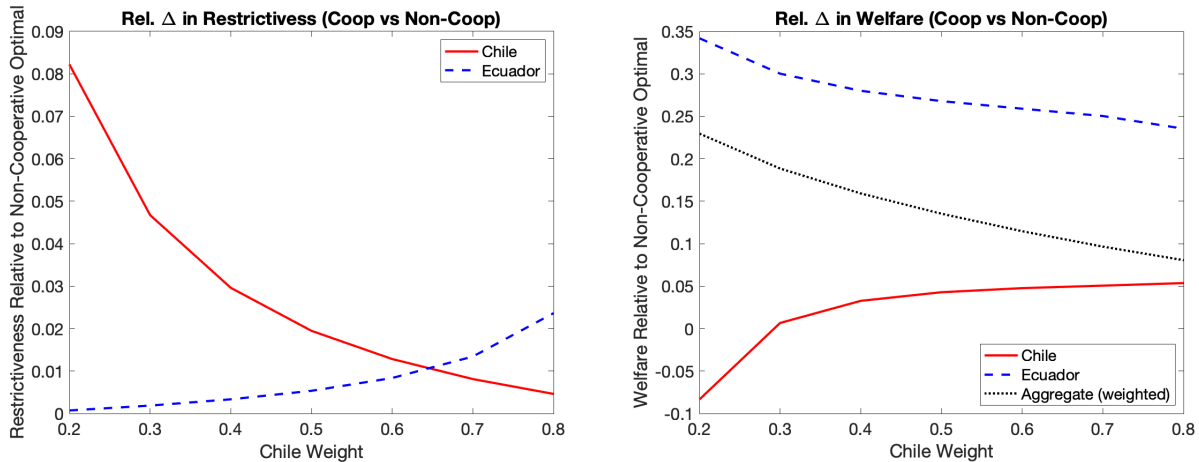 Rel. Δ in Restrictivess (Coop vs Non-Coop)
Restrictiveness Relative to Non-Cooperative Optimal
0.09
0.08
0.07
0.06
0.05
0.04
0.03
0.02
0.01
0
0.2 0.3 0.4 0.5 0.6 0.7 0.8
Chile Weight
Chile
Ecuador
Rel. Δ in Welfare (Coop vs Non-Coop)
Welfare Relative to Non-Cooperative Optimal
0.35
0.3
0.25
0.2
0.15
0.1
0.05
0
-0.05
-0.1
0.2 0.3 0.4 0.5 0.6 0.7 0.8
Chile Weight
Chile
Ecuador
Aggregate (weighted)